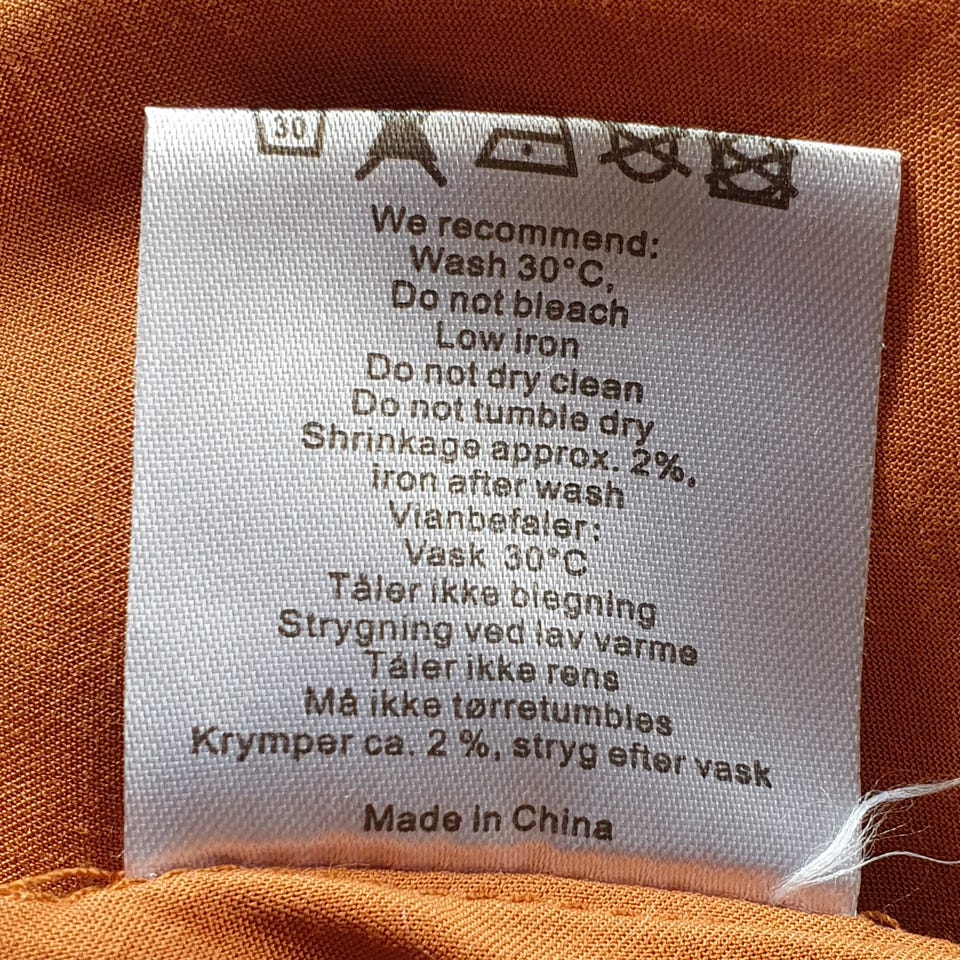 30
We recommend:
Wash 30°C,
Do not bleach
Low iron
Do not dry clean
Do not tumble dry
Shrinkage approx. 2%,
iron after wash
Vianbefaler:
Vask 30°C
Tåler ikke blegning
Strygning ved lav varme
Tåler ikke rens
Må ikke tørretumbles
Krymper ca. 2 %, stryg efter vask
Made in China